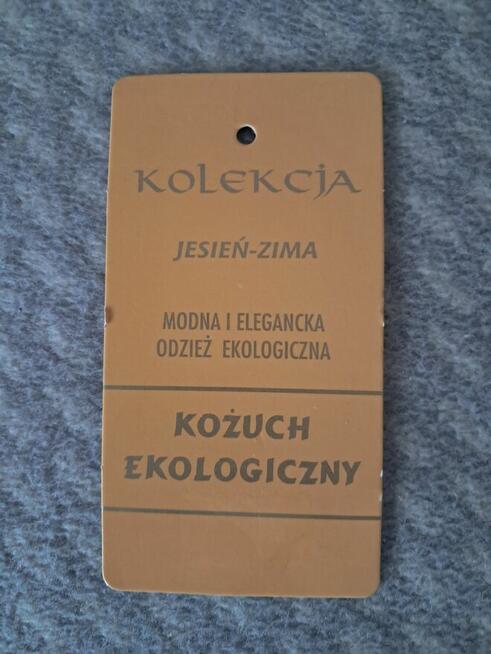 KOLEKCJA
JESIEŃ-ZIMA
MODNA I ELEGANCKA
ODZIEŻ EKOLOGICZNA
KOŻUCH
EKOLOGICZNY